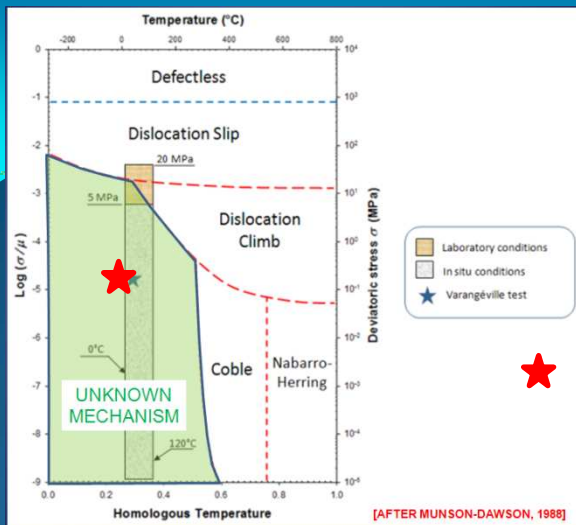 Temperature (°C)
-200 0 200 400 600 800
0
-1
-2
-3
-4
-5
-6
-7
-8
-9
Log (σ/μ)
Defectless
Dislocation Slip
20 MPa
5 MPa
Dislocation
Climb
0°C
Coble
Nabarro-
Herring
UNKNOWN
MECHANISM
120°C
10⁴
10³
10²
10¹
10⁰
10⁻¹
10⁻²
10⁻³
10⁻⁴
10⁻⁵
Deviatoric stress σ (MPa)
0.0 0.2 0.4 0.6 0.8 1.0
Homologous Temperature
Laboratory conditions
In situ conditions
Varangéville test
[AFTER MUNSON-DAWSON, 1988]